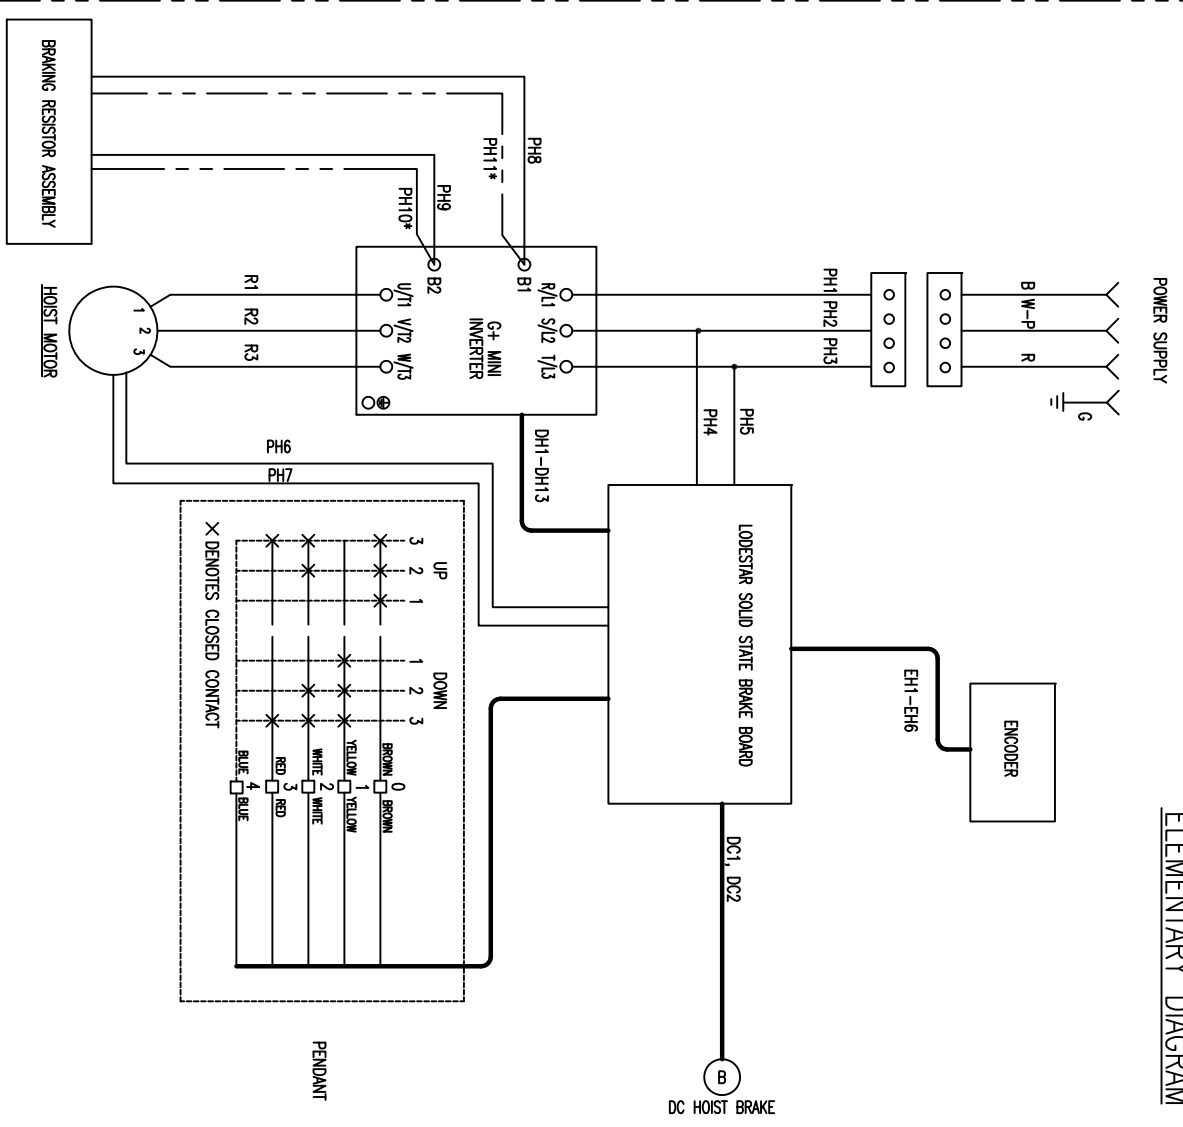 ELEMENTARY DIAGRAM
POWER SUPPLY
B
W-P
R
G
PH1
PH2
PH3
PH4
PH5
R/L1
S/L2
T/L3
B1
B2
G+ MINI
INVERTER
U/T1
V/T2
W/T3
PH8
PH11*
PH9
PH10*
BRAKING RESISTOR ASSEMBLY
R1
R2
R3
1
2
3
HOIST MOTOR
PH6
PH7
DH1-DH13
LODESTAR SOLID STATE BRAKE BOARD
EH1-EH6
ENCODER
DC1, DC2
B
DC HOIST BRAKE
UP
3
2
1
DOWN
1
2
3
BROWN 0 BROWN
YELLOW 1 YELLOW
WHITE 2 WHITE
RED 3 RED
BLUE 4 BLUE
X DENOTES CLOSED CONTACT
PENDANT